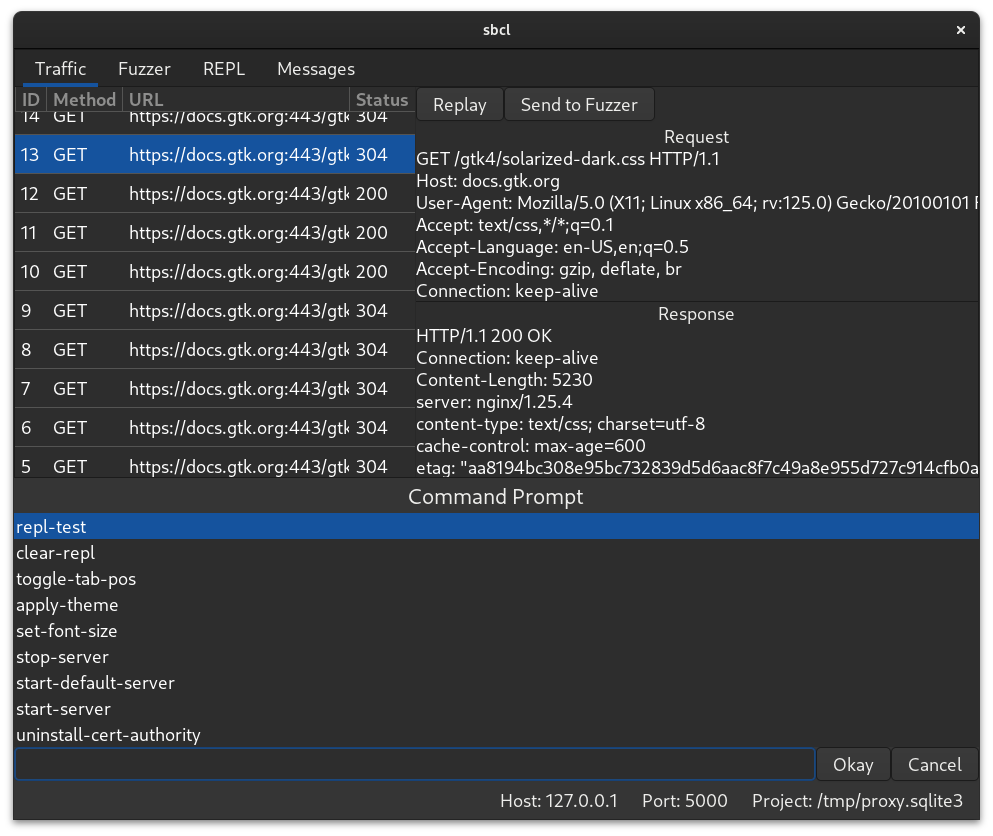 sbcl
Traffic Fuzzer REPL Messages
ID Method URL Status
14 GET https://docs.gtk.org:443/gtk 304
13 GET https://docs.gtk.org:443/gtk 304
12 GET https://docs.gtk.org:443/gtk 200
11 GET https://docs.gtk.org:443/gtk 200
10 GET https://docs.gtk.org:443/gtk 200
9 GET https://docs.gtk.org:443/gtk 304
8 GET https://docs.gtk.org:443/gtk 304
7 GET https://docs.gtk.org:443/gtk 304
6 GET https://docs.gtk.org:443/gtk 304
5 GET https://docs.gtk.org:443/gtk 304
Replay Send to Fuzzer
Request
GET /gtk4/solarized-dark.css HTTP/1.1
Host: docs.gtk.org
User-Agent: Mozilla/5.0 (X11; Linux x86_64; rv:125.0) Gecko/20100101 F
Accept: text/css,*/*;q=0.1
Accept-Language: en-US,en;q=0.5
Accept-Encoding: gzip, deflate, br
Connection: keep-alive
Response
HTTP/1.1 200 OK
Connection: keep-alive
Content-Length: 5230
server: nginx/1.25.4
content-type: text/css; charset=utf-8
cache-control: max-age=600
etag: "aa8194bc308e95bc732839d5d6aac8f7c49a8e955d727c914cfb0a
Command Prompt
repl-test
clear-repl
toggle-tab-pos
apply-theme
set-font-size
stop-server
start-default-server
start-server
uninstall-cert-authority
Okay Cancel
Host: 127.0.0.1 Port: 5000 Project: /tmp/proxy.sqlite3